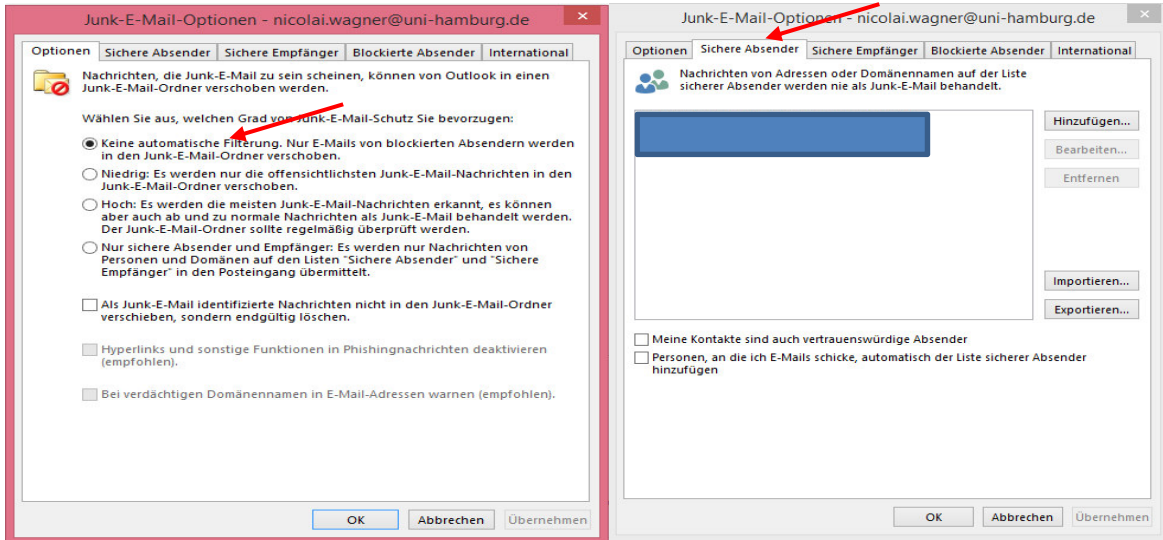 Junk-E-Mail-Optionen - nicolai.wagner@uni-hamburg.de
Optionen Sichere Absender Sichere Empfänger Blockierte Absender International
Nachrichten, die Junk-E-Mail zu sein scheinen, können von Outlook in einen
Junk-E-Mail-Ordner verschoben werden.
Wählen Sie aus, welchen Grad von Junk-E-Mail-Schutz Sie bevorzugen:
Keine automatische Filterung. Nur E-Mails von blockierten Absendern werden
in den Junk-E-Mail-Ordner verschoben.
Niedrig: Es werden nur die offensichtlichsten Junk-E-Mail-Nachrichten in den
Junk-E-Mail-Ordner verschoben.
Hoch: Es werden die meisten Junk-E-Mail-Nachrichten erkannt, es können
aber auch ab und zu normale Nachrichten als Junk-E-Mail behandelt werden.
Der Junk-E-Mail-Ordner sollte regelmäßig überprüft werden.
Nur sichere Absender und Empfänger: Es werden nur Nachrichten von
Personen und Domänen auf den Listen "Sichere Absender" und "Sichere
Empfänger" in den Posteingang übermittelt.
Als Junk-E-Mail identifizierte Nachrichten nicht in den Junk-E-Mail-Ordner
verschieben, sondern endgültig löschen.
Hyperlinks und sonstige Funktionen in Phishingnachrichten deaktivieren
(empfohlen).
Bei verdächtigen Domänennamen in E-Mail-Adressen warnen (empfohlen).
OK Abbrechen Übernehmen
Junk-E-Mail-Optionen - nicolai.wagner@uni-hamburg.de
Optionen Sichere Absender Sichere Empfänger Blockierte Absender International
Nachrichten von Adressen oder Domänennamen auf der Liste
sicherer Absender werden nie als Junk-E-Mail behandelt.
Hinzufügen...
Bearbeiten...
Entfernen
Importieren...
Exportieren...
Meine Kontakte sind auch vertrauenswürdige Absender
Personen, an die ich E-Mails schicke, automatisch der Liste sicherer Absender
hinzufügen
OK Abbrechen Übernehmen